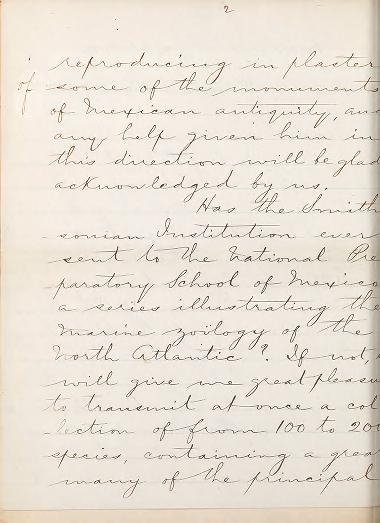 2
reproducing in plaster
of some of the monuments
of Mexican antiquity, and
any help given him in
this direction will be glad
acknowledged by us.
Has the Smith
sonian Institution ever
sent to the National Pre
paratory School of Mexico
a series illustrating the
marine zoölogy of the
North Atlantic? If not,
will give me great pleasu
to transmit at once a col
lection of from 100 to 200
species, containing a grea
many of the principal